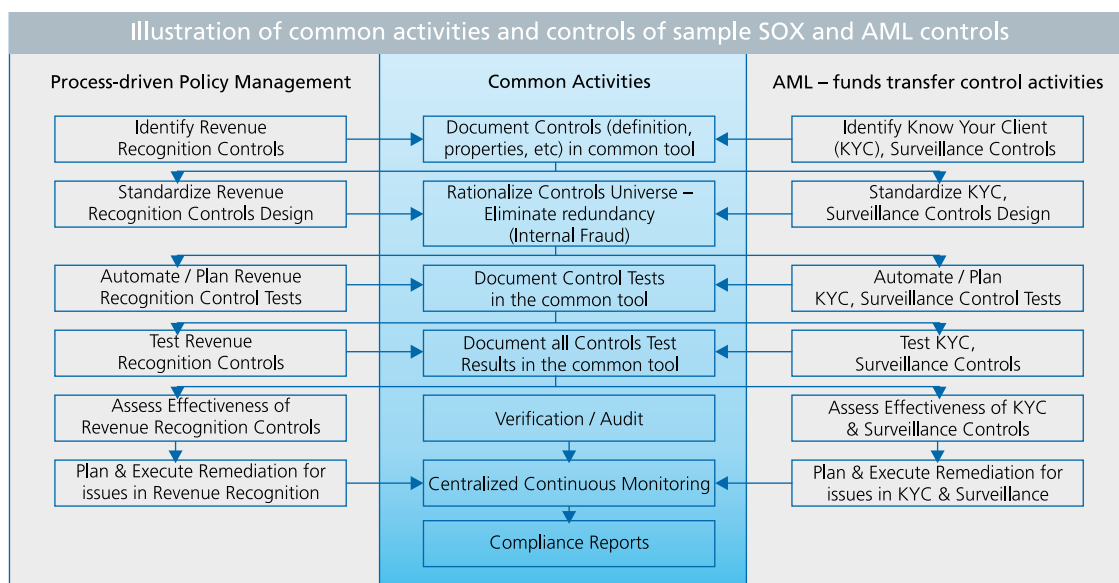 Illustration of common activities and controls of sample SOX and AML controls
Process-driven Policy Management
Common Activities
AML – funds transfer control activities
Identify Revenue
Recognition Controls
Document Controls (definition,
properties, etc) in common tool
Identify Know Your Client
(KYC), Surveillance Controls
Standardize Revenue
Recognition Controls Design
Rationalize Controls Universe –
Eliminate redundancy
(Internal Fraud)
Standardize KYC,
Surveillance Controls Design
Automate / Plan Revenue
Recognition Control Tests
Document Control Tests
in the common tool
Automate / Plan
KYC, Surveillance Control Tests
Test Revenue
Recognition Controls
Document all Controls Test
Results in the common tool
Test KYC,
Surveillance Controls
Assess Effectiveness of
Revenue Recognition Controls
Verification / Audit
Assess Effectiveness of KYC
& Surveillance Controls
Plan & Execute Remediation for
issues in Revenue Recognition
Centralized Continuous Monitoring
Plan & Execute Remediation for
issues in KYC & Surveillance
Compliance Reports